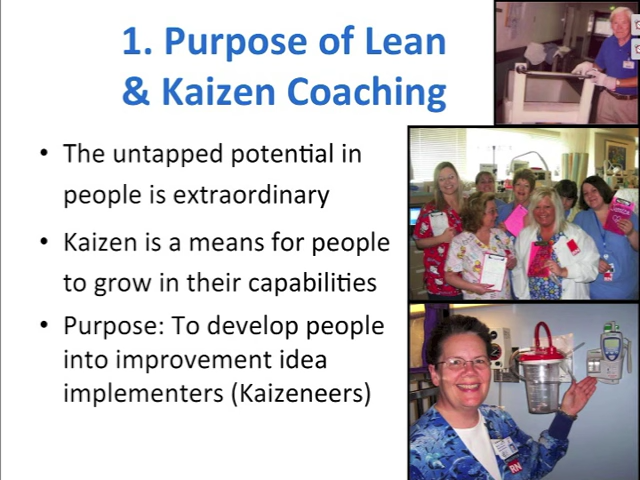 1. Purpose of Lean
& Kaizen Coaching
• The untapped potential in
people is extraordinary
• Kaizen is a means for people
to grow in their capabilities
• Purpose: To develop people
into improvement idea
implementers (Kaizeneers)
RN